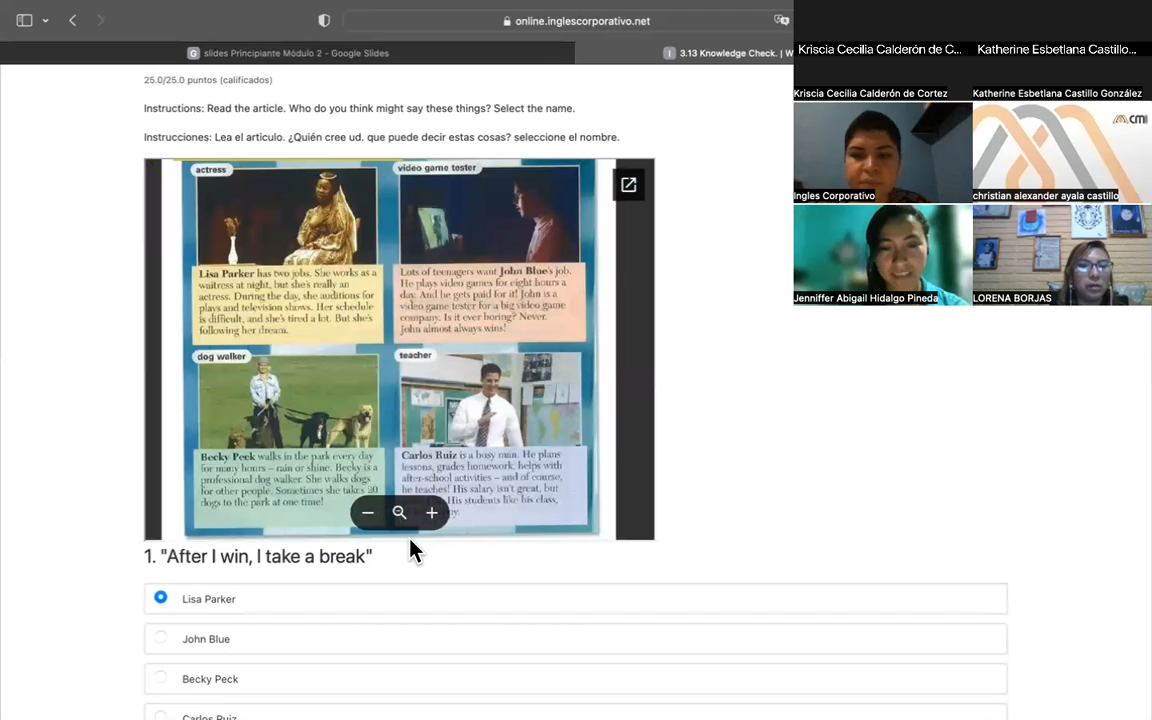 online.inglescorporativo.net
slides Principiante Módulo 2 - Google Slides
3.13 Knowledge Check. | W
Kriscia Cecilia Calderón de C...
Katherine Esbetlana Castillo...
Kriscia Cecilia Calderón de Cortez
Katherine Esbetlana Castillo González
cmi
Ingles Corporativo
christian alexander ayala castillo
Jenniffer Abigail Hidalgo Pineda
LORENA BORJAS
25.0/25.0 puntos (calificados)
Instructions: Read the article. Who do you think might say these things? Select the name.
Instrucciones: Lea el articulo. ¿Quién cree ud. que puede decir estas cosas? seleccione el nombre.
actress
Lisa Parker has two jobs. She works as a
waitress at night, but she's really an
actress. During the day, she auditions for
plays and television shows. Her schedule
is difficult, and she's tired a lot. But she's
following her dream.
video game tester
Lots of teenagers want John Blue's job.
He plays video games for eight hours a
day. And he gets paid for it! John is a
video game tester for a big video game
company. Is it ever boring? Never.
John almost always wins!
dog walker
Becky Peck walks in the park every day
for many hours – rain or shine. Becky is a
professional dog walker. She walks dogs
for other people. Sometimes she takes 20
dogs to the park at one time!
teacher
Carlos Ruiz is a busy man. He plans
lessons, grades homework, helps with
after-school activities – and of course,
he teaches! His salary isn't great, but
His students like his class,
1. "After I win, I take a break"
Lisa Parker
John Blue
Becky Peck
Carlos Ruiz